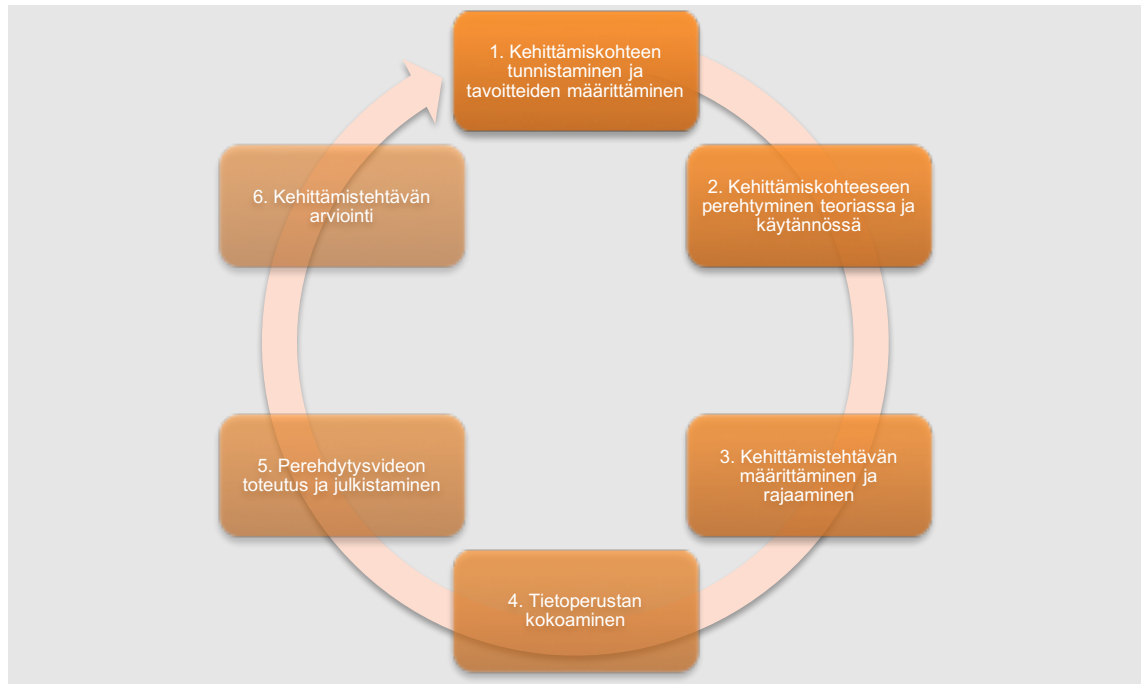 1. Kehittämiskohteen
tunnistaminen ja
tavoitteiden määrittäminen
2. Kehittämiskohteeseen
perehtyminen teoriassa ja
käytännössä
3. Kehittämistehtävän
määrittäminen ja
rajaaminen
4. Tietoperustan
kokoaminen
5. Perehdytysvideon
toteutus ja julkistaminen
6. Kehittämistehtävän
arviointi